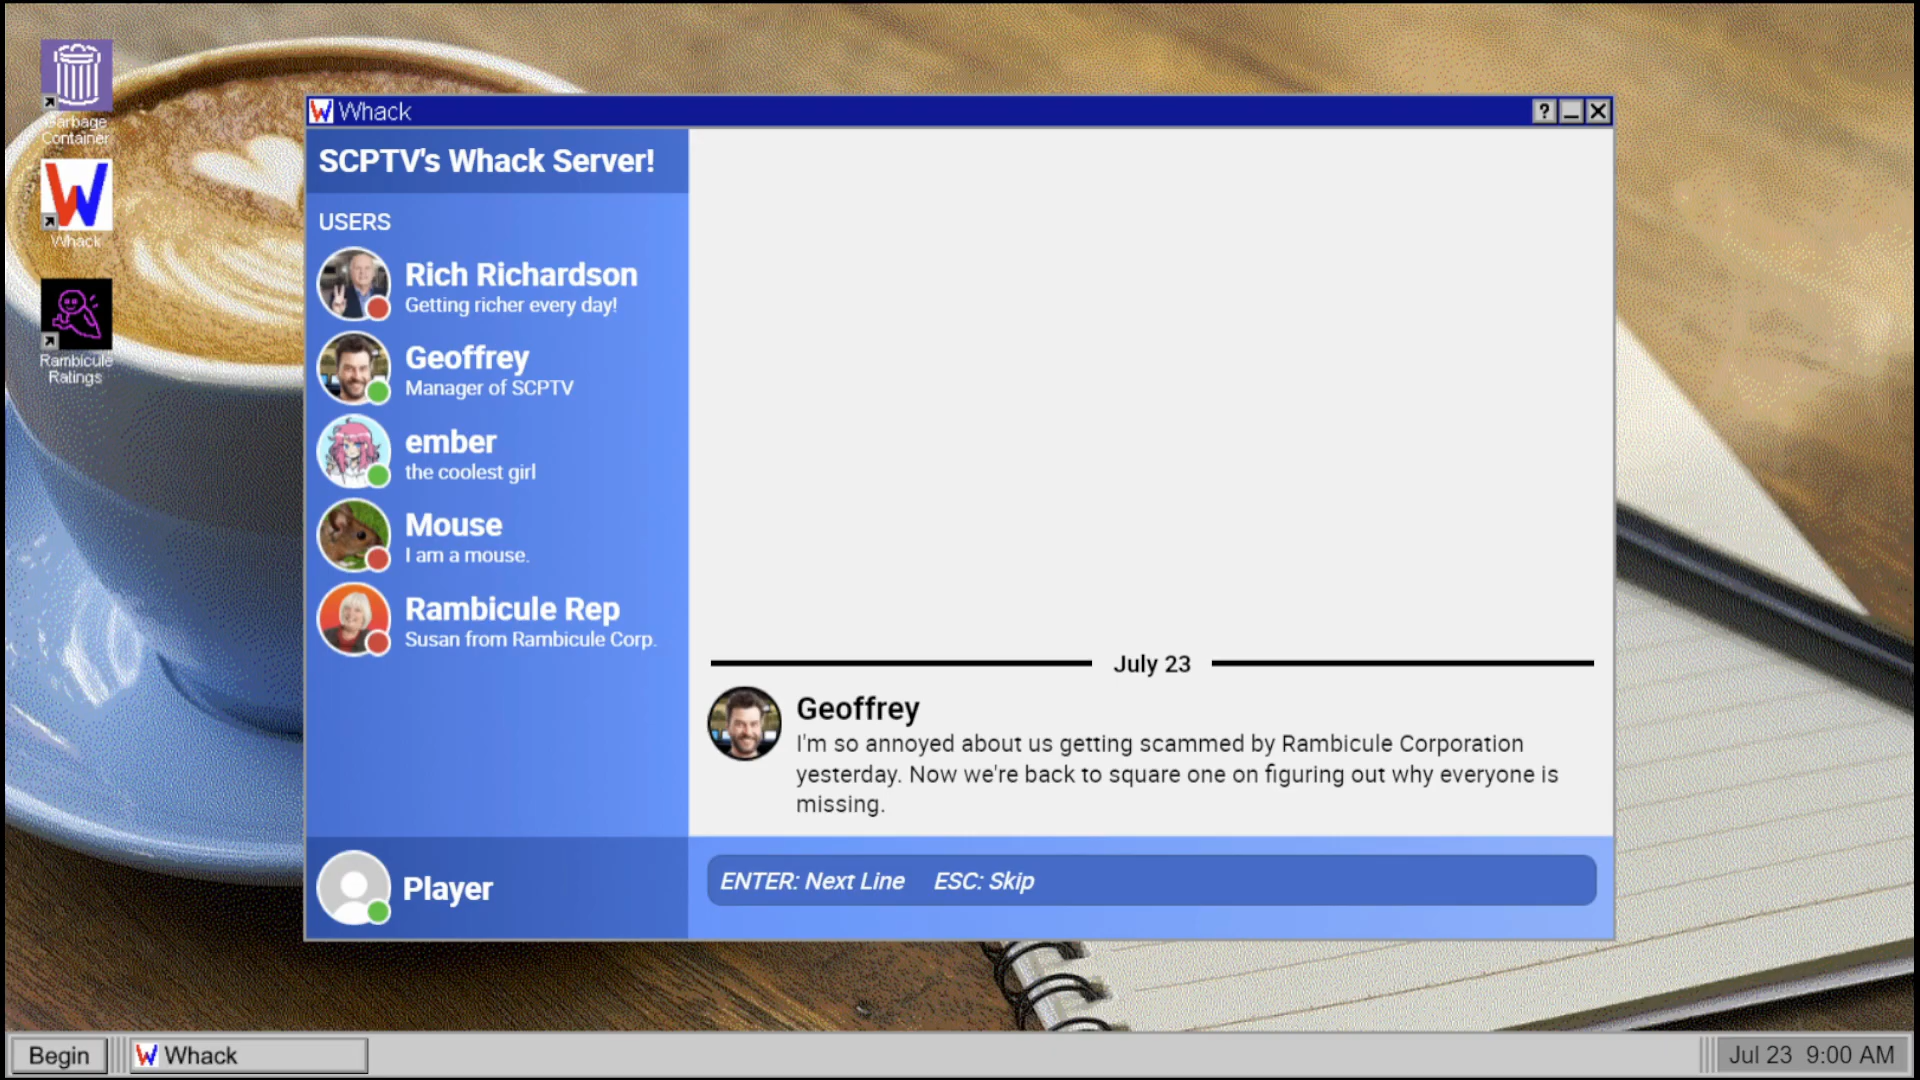 Garbage
Container
Whack
Rambicule
Ratings
Whack
?
SCPTV's Whack Server!
USERS
Rich Richardson
Getting richer every day!
Geoffrey
Manager of SCPTV
ember
the coolest girl
Mouse
I am a mouse.
Rambicule Rep
Susan from Rambicule Corp.
Player
July 23
Geoffrey
I'm so annoyed about us getting scammed by Rambicule Corporation
yesterday. Now we're back to square one on figuring out why everyone is
missing.
ENTER: Next Line ESC: Skip
Begin
Whack
Jul 23 9:00 AM